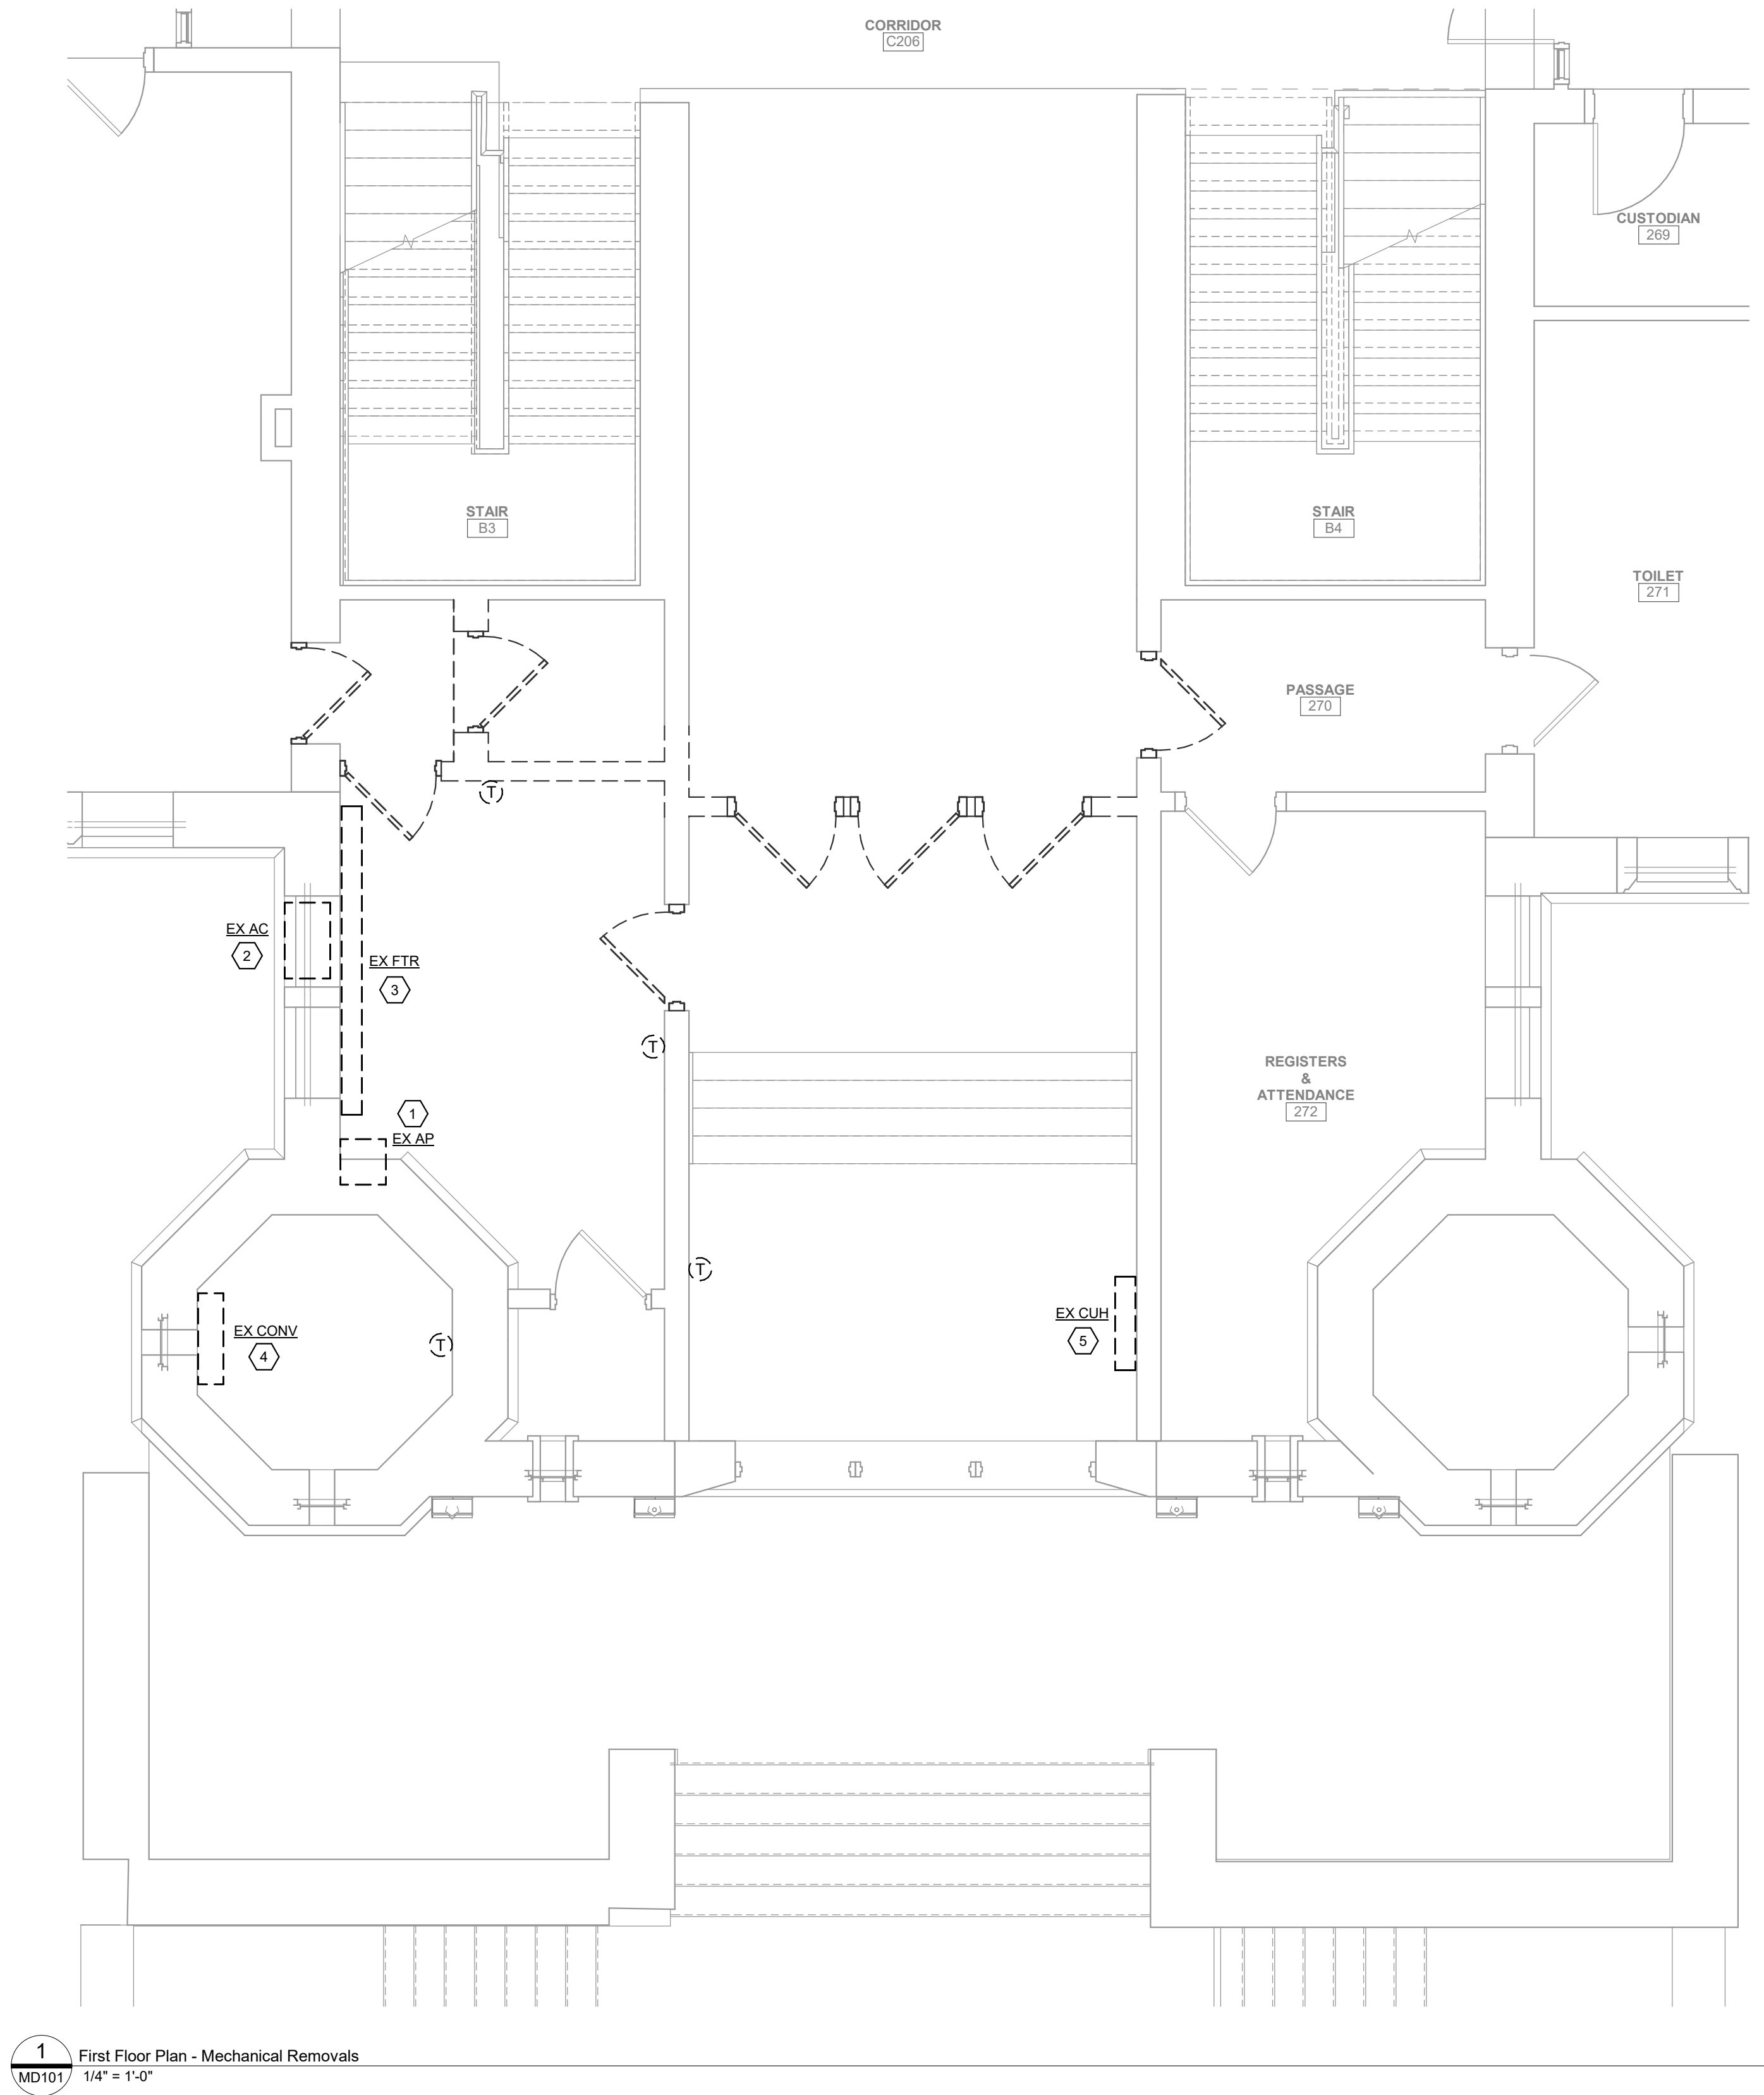 CORRIDOR
C206
CUSTODIAN
269
STAIR
B3
STAIR
B4
TOILET
271
PASSAGE
270
T
EX AC
2
EX FTR
3
T
REGISTERS
&
ATTENDANCE
272
1
EX AP
T
EX CONV
4
T
EX CUH
5
1
MD101
First Floor Plan - Mechanical Removals
1/4" = 1'-0"